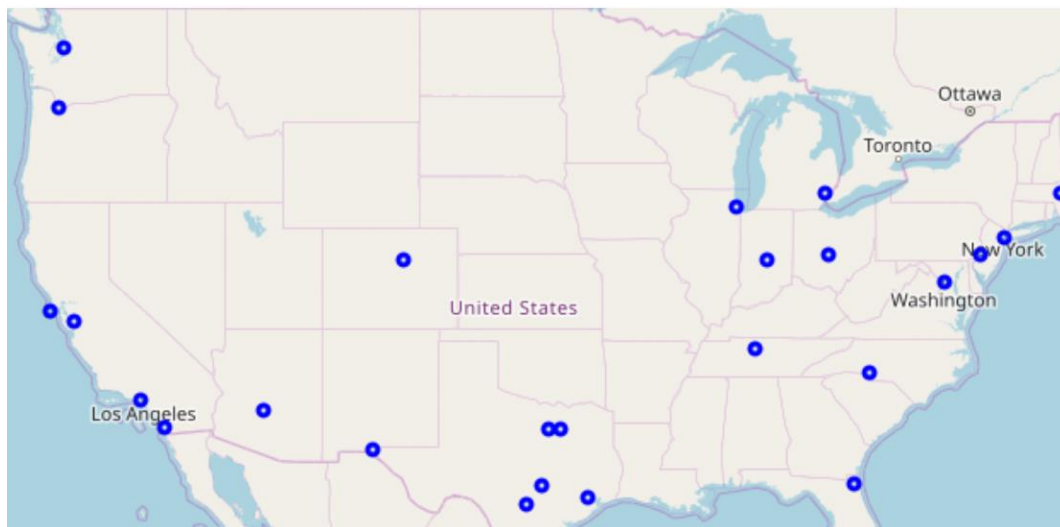 Ottawa
Toronto
New York
United States
Washington
Los Angeles